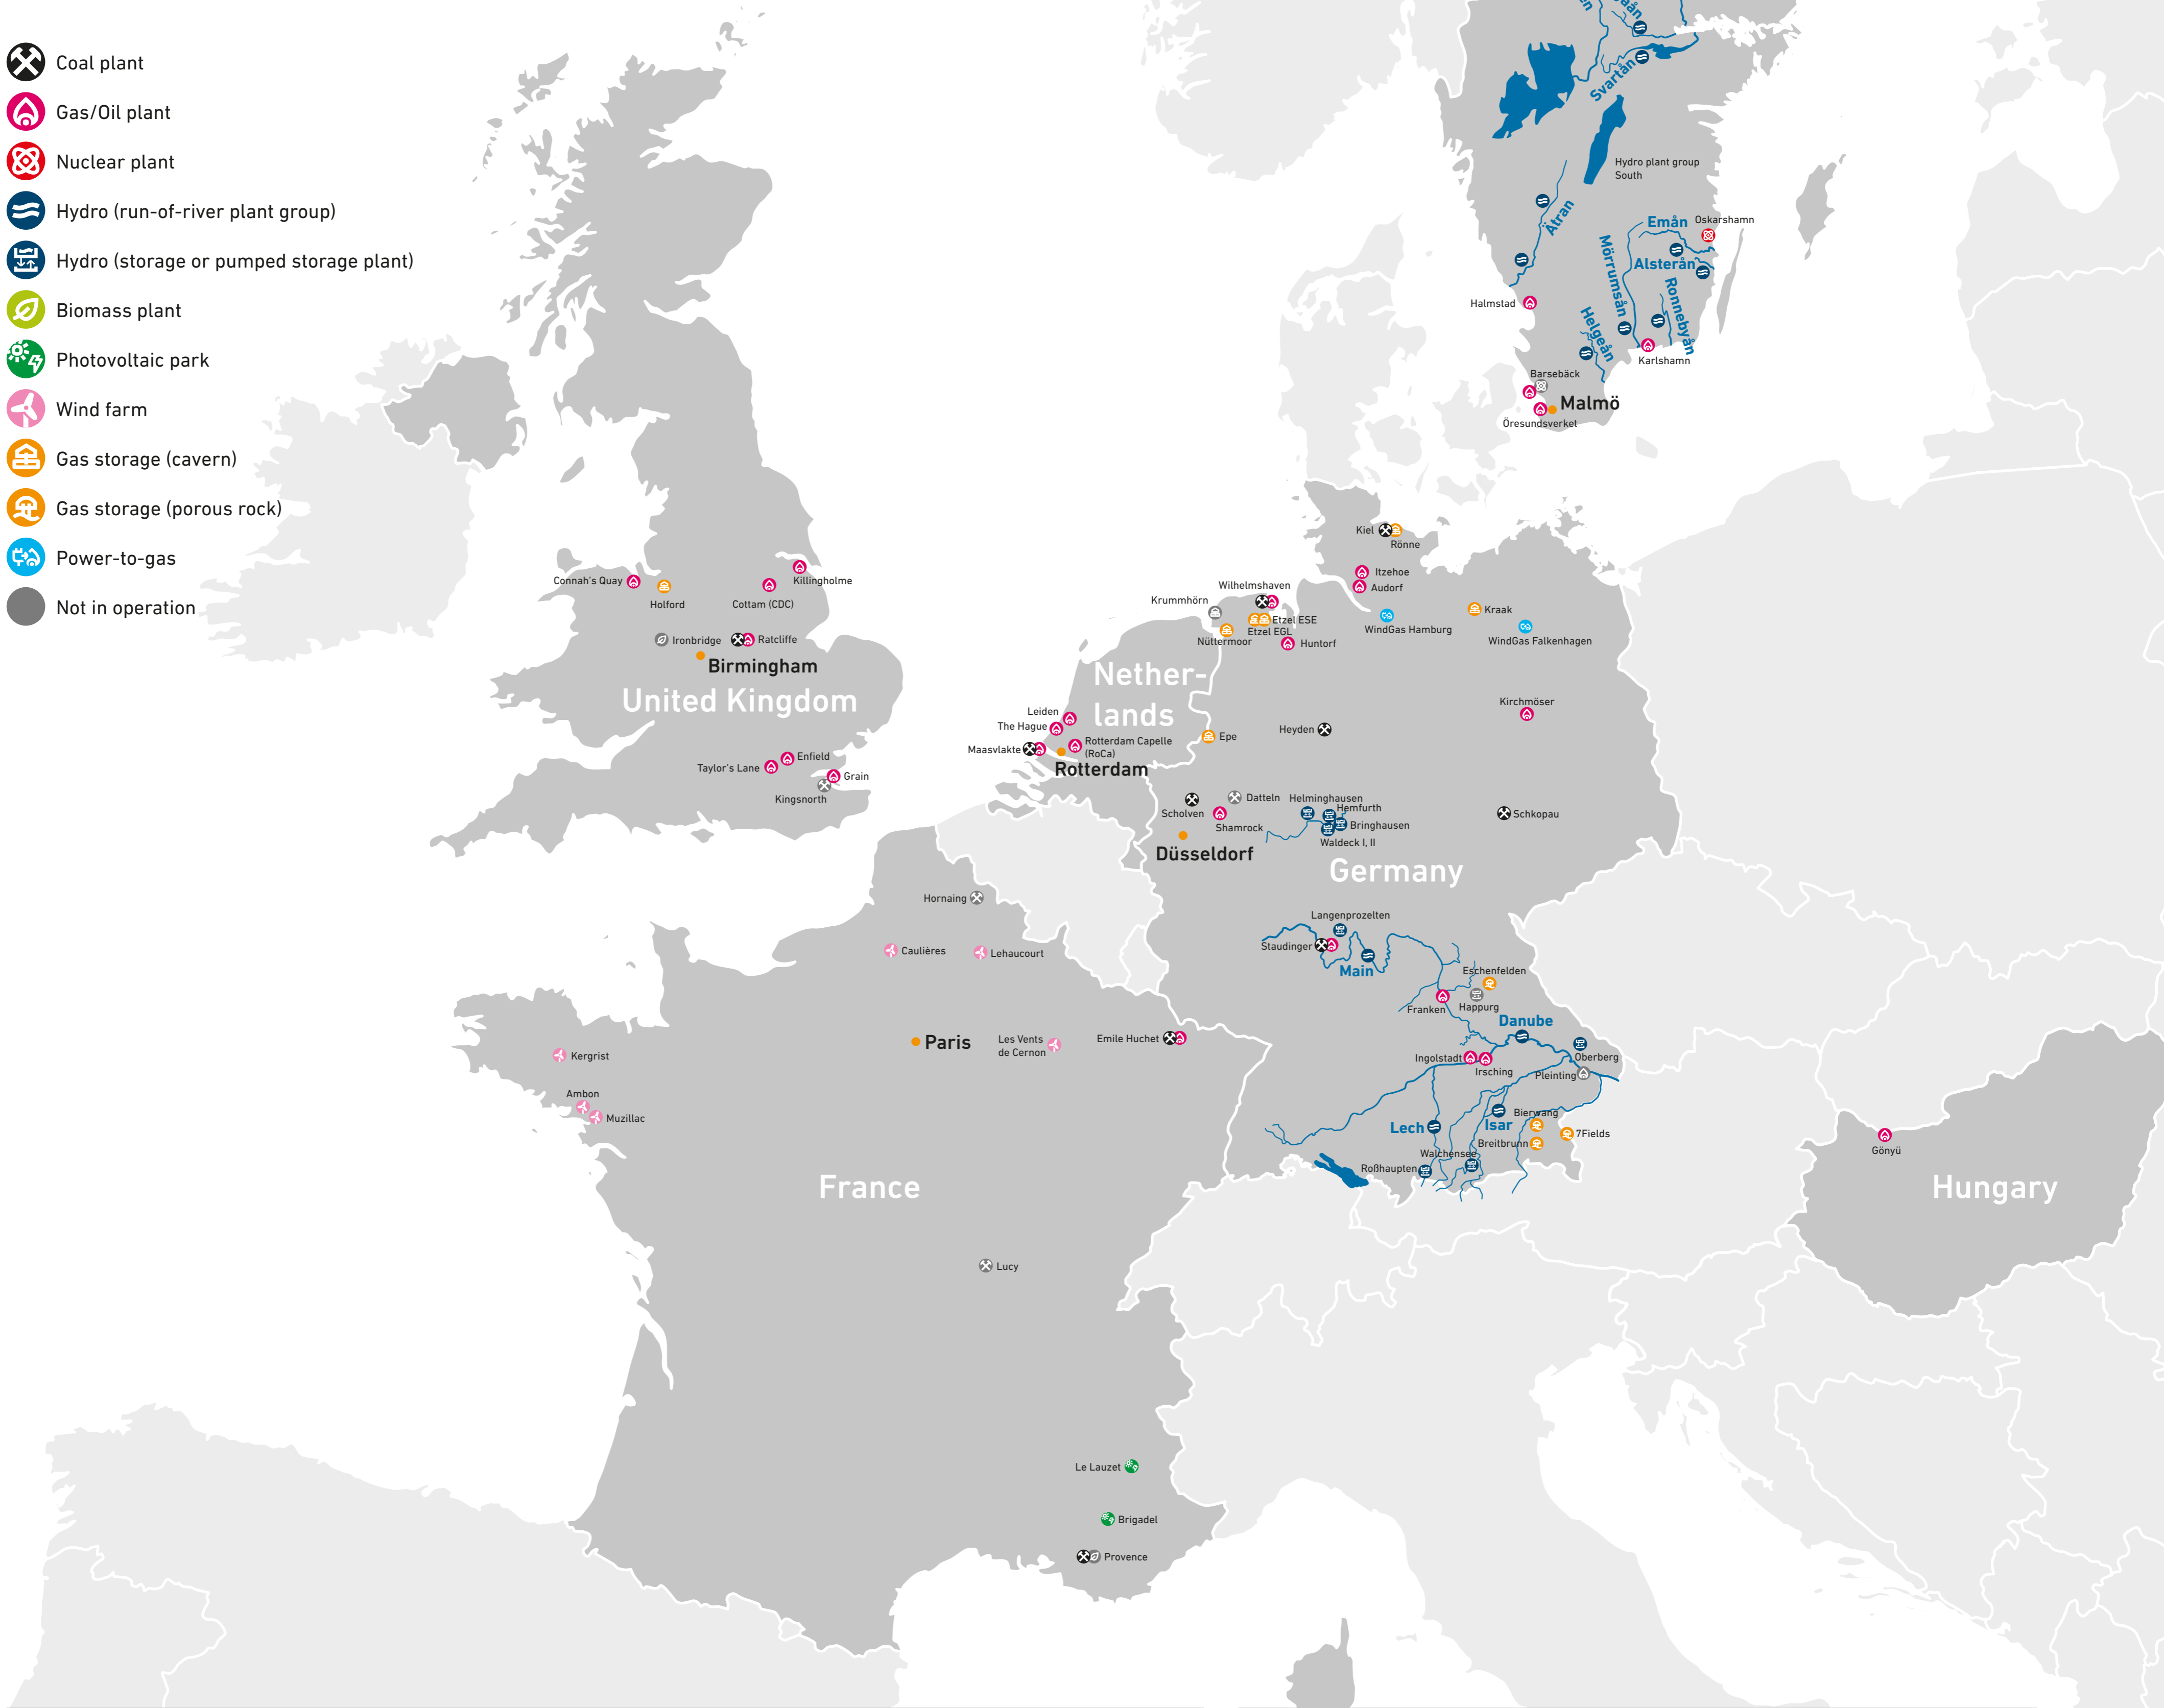 Coal plant
Gas/Oil plant
Nuclear plant
Hydro (run-of-river plant group)
Hydro (storage or pumped storage plant)
Biomass plant
Photovoltaic park
Wind farm
Gas storage (cavern)
Gas storage (porous rock)
Power-to-gas
Not in operation
Svartån
Hydro plant group
South
Ätran
Emån
Oskarshamn
Mörrumsån
Alsterån
Ronnebyån
Halmstad
Helgeån
Karlshamn
Barsebäck
Malmö
Öresundsverket
Kiel
Rönne
Itzehoe
Audorf
Wilhelmshaven
Krummhörn
Etzel ESE
Etzel EGL
Nüttermoor
Huntorf
WindGas Hamburg
Kraak
WindGas Falkenhagen
Connah's Quay
Holford
Killingholme
Cottam (CDC)
Ironbridge
Ratcliffe
Birmingham
United Kingdom
Enfield
Taylor's Lane
Grain
Kingsnorth
Nether-
lands
Leiden
The Hague
Maasvlakte
Rotterdam Capelle
(RoCa)
Rotterdam
Epe
Heyden
Kirchmöser
Scholven
Datteln
Shamrock
Düsseldorf
Helminghausen
Hemfurth
Bringhausen
Waldeck I, II
Schkopau
Germany
Hornaing
Caulières
Lehaucourt
Langenprozelten
Staudinger
Main
Eschenfelden
Franken
Happurg
Danube
Oberberg
Ingolstadt
Irsching
Pleinting
Paris
Les Vents
de Cernon
Emile Huchet
Kergrist
Ambon
Muzillac
Lech
Isar
Bierwang
7Fields
Breitbrunn
Walchensee
Roßhaupten
Gönyü
Hungary
France
Lucy
Le Lauzet
Brigadel
Provence